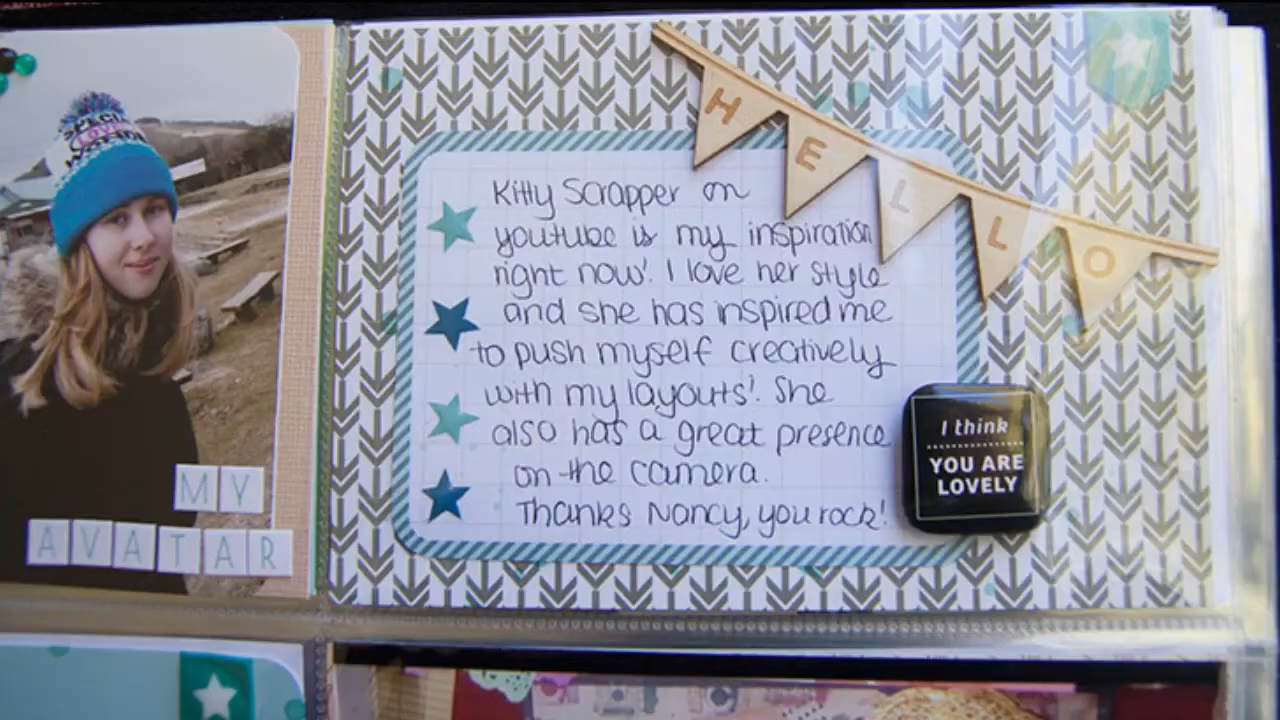 SPECIAL
LOVE
HELLO
Kitty Scrapper on
youtube is my inspiration
right now! I love her style
and she has inspired me
to push myself creatively
with my layouts! She
also has a great presence
on the camera.
Thanks Nancy, you rock!
I think
YOU ARE
LOVELY
MY
AVATAR